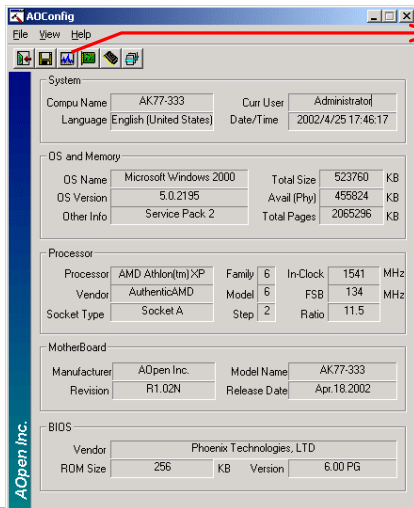 AOConfig
File View Help
System
Compu Name AK77-333 Curr User Administrator
Language English (United States) Date/Time 2002/4/25 17:46:17
OS and Memory
OS Name Microsoft Windows 2000 Total Size 523760 KB
OS Version 5.0.2195 Avail (Phy) 455824 KB
Other Info Service Pack 2 Total Pages 2065296 KB
Processor
Processor AMD Athlon(tm) XP Family 6 In-Clock 1541 MHz
Vendor AuthenticAMD Model 6 FSB 134 MHz
Socket Type Socket A Step 2 Ratio 11.5
MotherBoard
Manufacturer AOpen Inc. Model Name AK77-333
Revision R1.02N Release Date Apr.18.2002
BIOS
Vendor Phoenix Technologies, LTD
ROM Size 256 KB Version 6.00 PG
AOpen Inc.